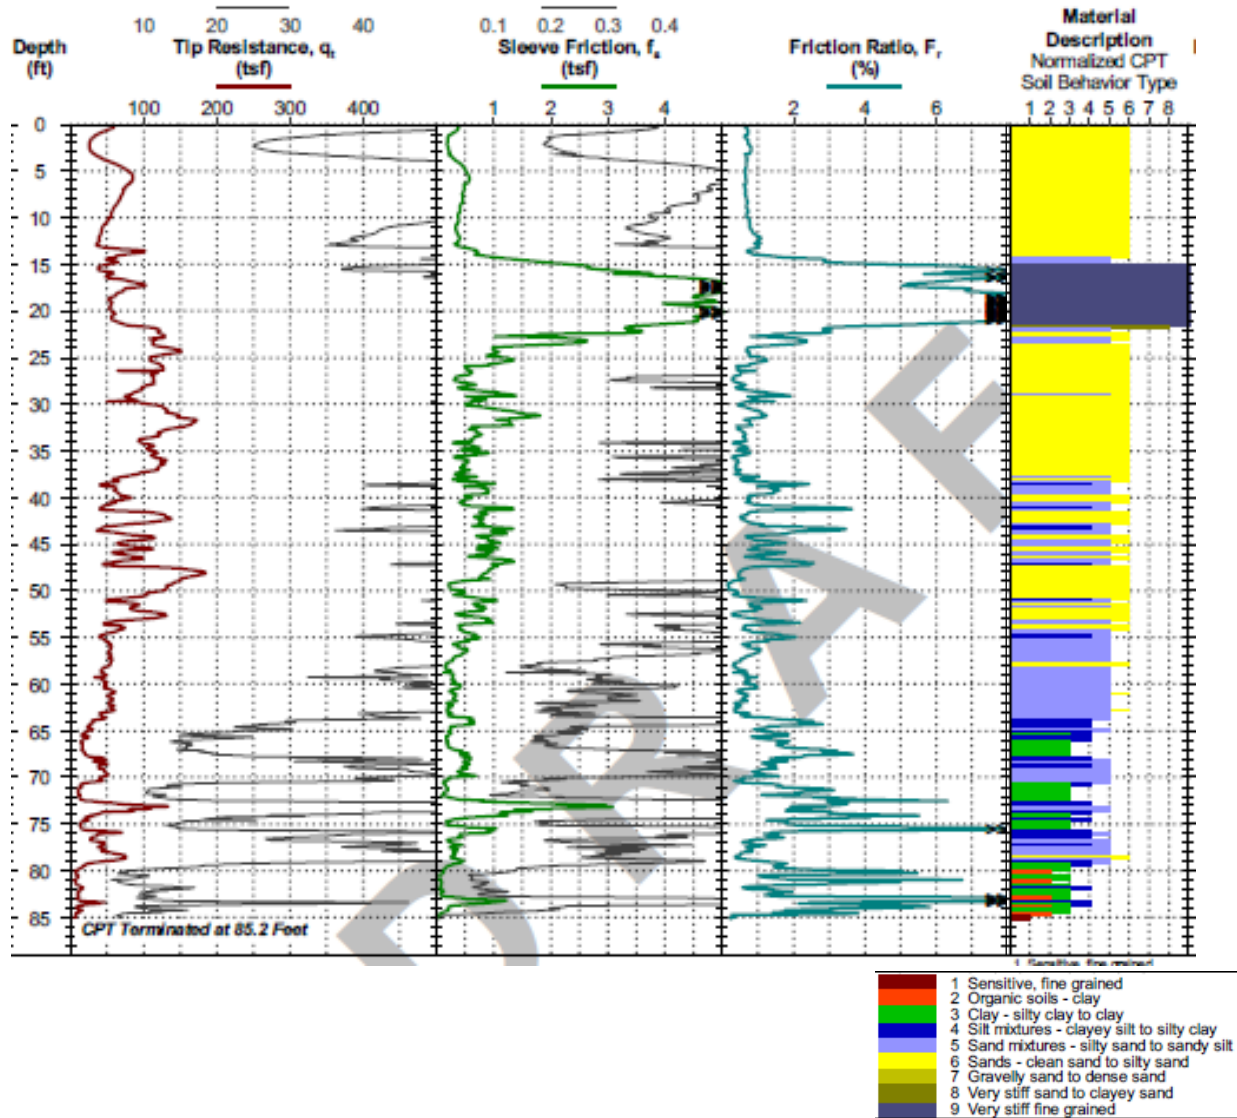 10 20 30 40 0.1 0.2 0.3 0.4
Material
Description
Normalized CPT
Soil Behavior Type
Depth
(ft)
Tip Resistance, qt
(tsf)
Sleeve Friction, fs
(tsf)
Friction Ratio, Fr
(%)
100 200 300 400 1 2 3 4 2 4 6 1 2 3 4 5 6 7 8
0
5
10
15
20
25
30
35
40
45
50
55
60
65
70
75
80
85
DRAF
CPT Terminated at 85.2 Feet
1 Sensitive, fine grained
1 Sensitive, fine grained
2 Organic soils - clay
3 Clay - silty clay to clay
4 Silt mixtures - clayey silt to silty clay
5 Sand mixtures - silty sand to sandy silt
6 Sands - clean sand to silty sand
7 Gravelly sand to dense sand
8 Very stiff sand to clayey sand
9 Very stiff fine grained